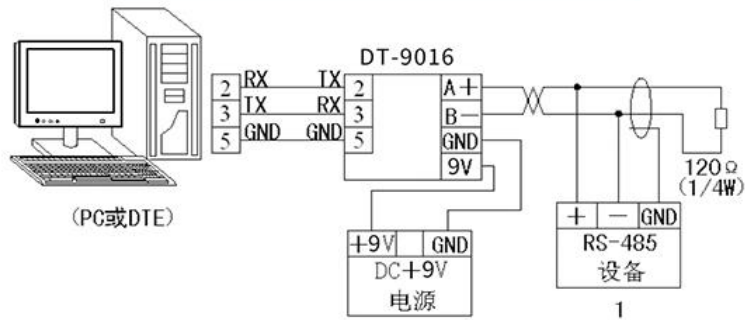 DT-9016
2 RX TX 2 A+
3 TX RX 3 B-
5 GND GND 5 GND
9V
120Ω
(1/4W)
(PC或DTE)
+9V GND
DC+9V
电源
+ - GND
RS-485
设备
1